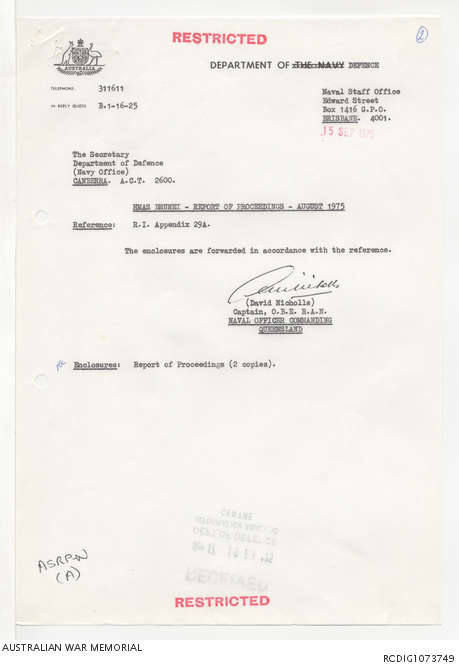 RESTRICTED
2
AUSTRALIA
DEPARTMENT OF THE NAVY DEFENCE
TELEPHONE 311611
IN REPLY QUOTE B.1-16-25
Naval Staff Office
Edward Street
Box 1416 G.P.O.
BRISBANE. 4001.
15 SEP 1975
The Secretary
Department of Defence
(Navy Office)
CANBERRA. A.C.T. 2600.
HMAS BRUNEI - REPORT OF PROCEEDINGS - AUGUST 1975
Reference: R.I. Appendix 29A.
The enclosures are forwarded in accordance with the reference.
(David Nicholls)
Captain, O.B.E. R.A.N.
NAVAL OFFICER COMMANDING
QUEENSLAND
Enclosures: Report of Proceedings (2 copies).
CENTRE
RECEIVED
(A)
RESTRICTED
AUSTRALIAN WAR MEMORIAL
RCDIG1073749